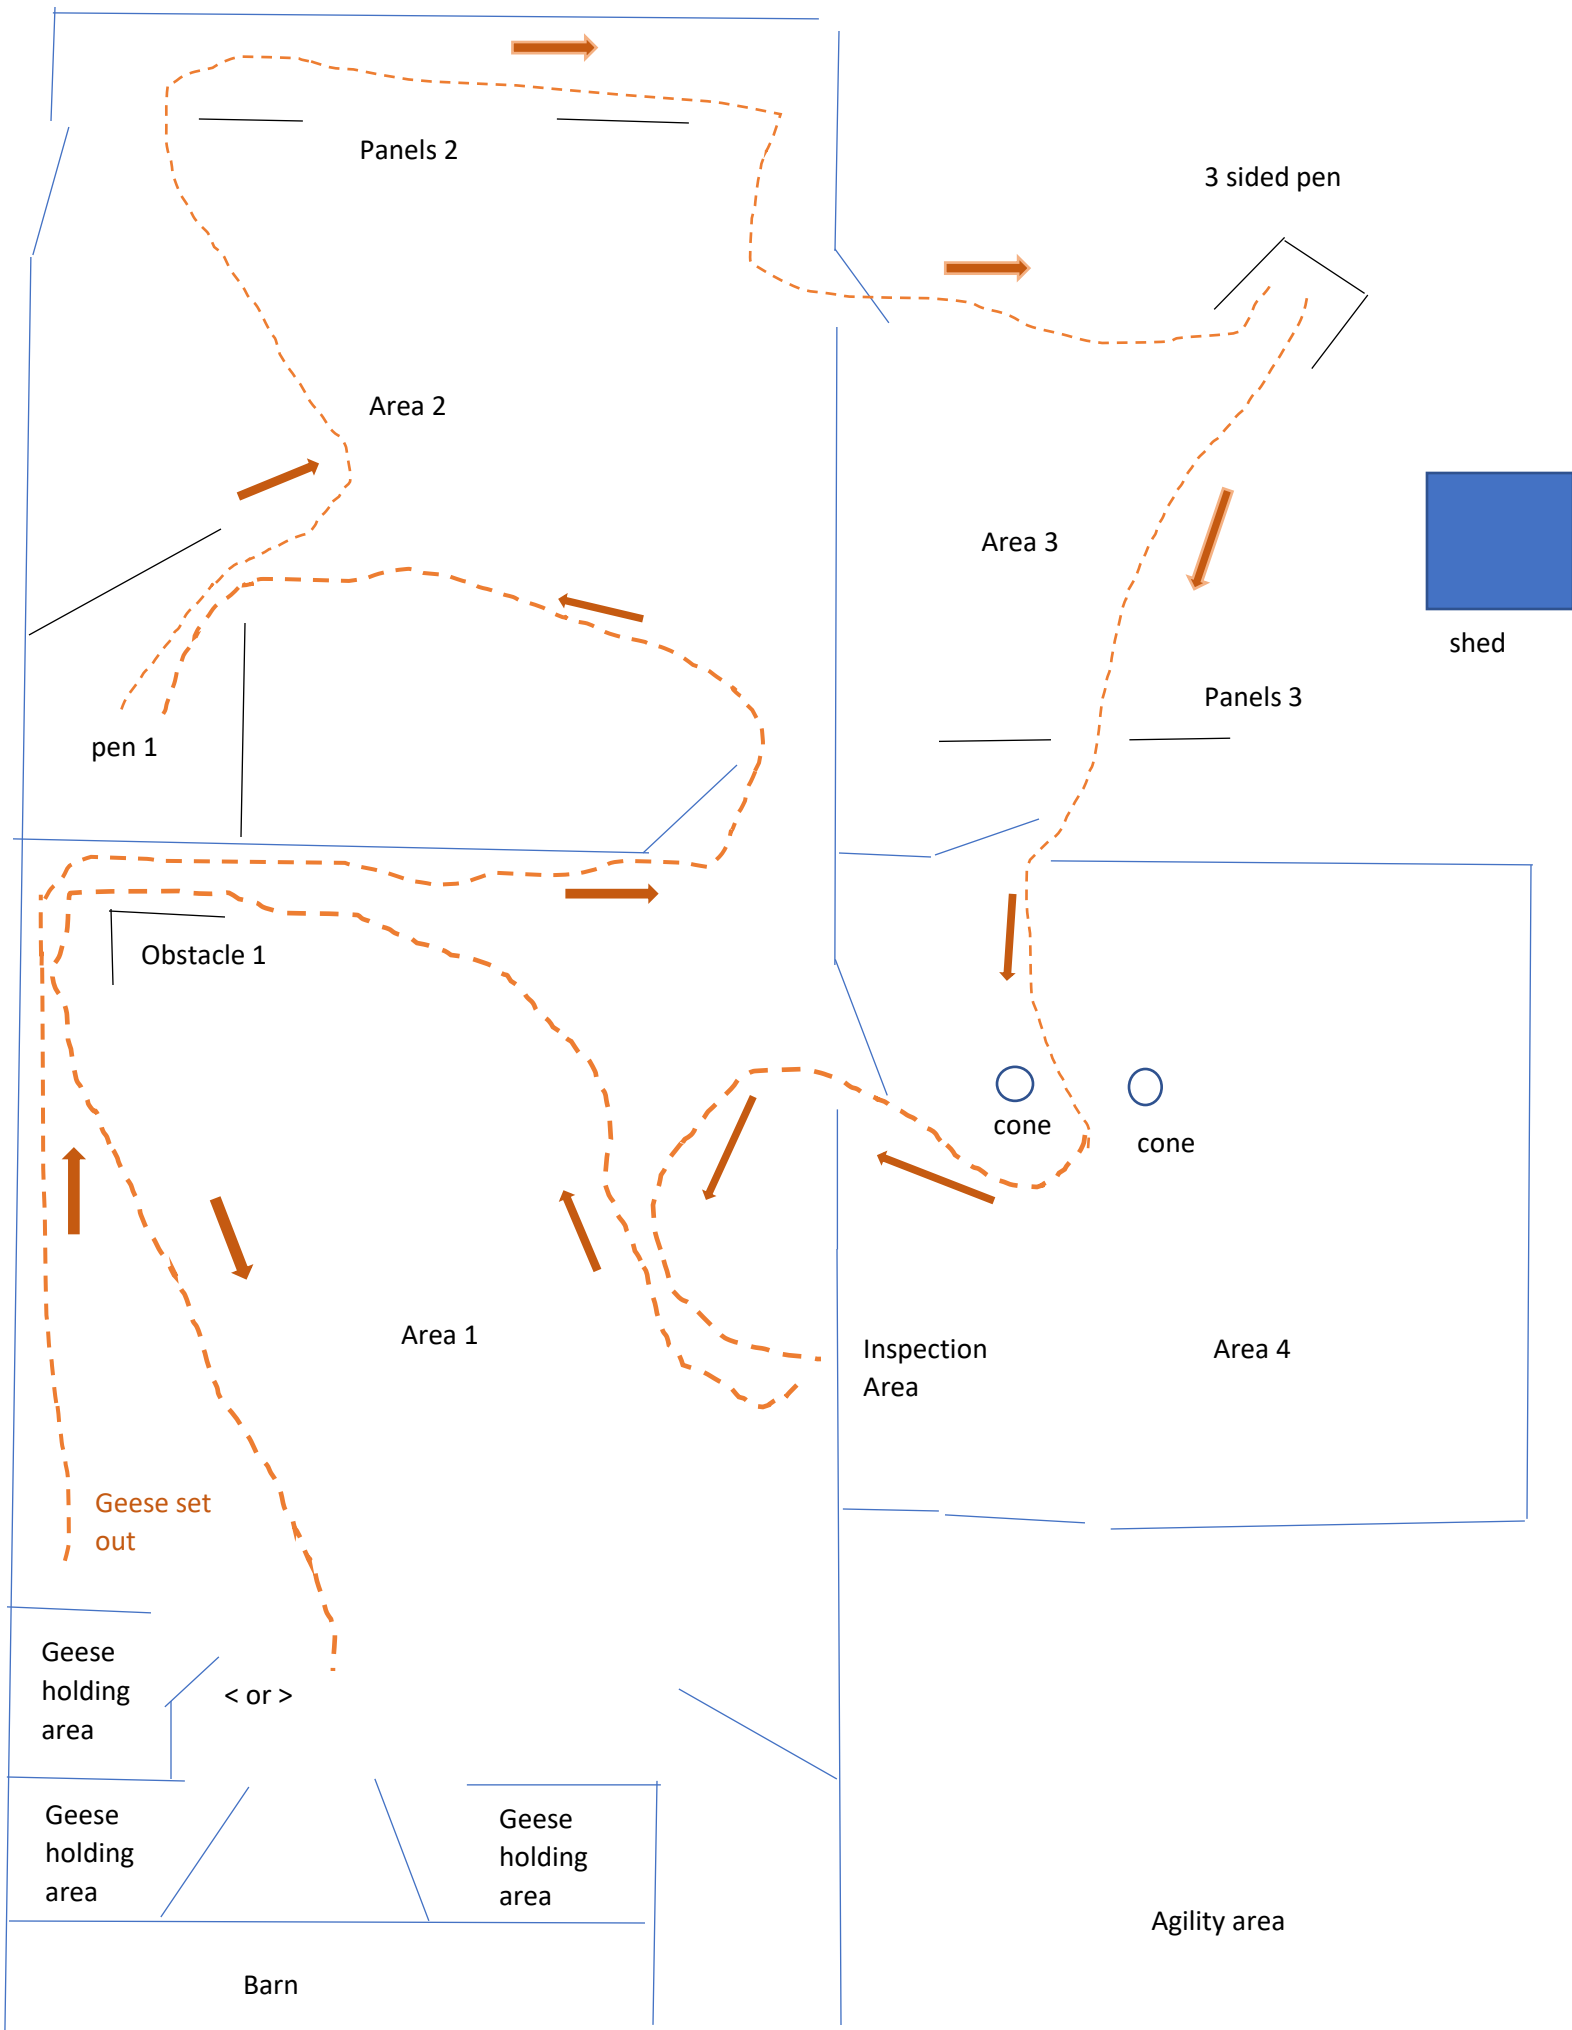 Panels 2
3 sided pen
Area 2
Area 3
shed
Panels 3
pen 1
Obstacle 1
cone
cone
Area 1
Inspection
Area
Area 4
Geese set
out
Geese
holding
area
< or >
Geese
holding
area
Geese
holding
area
Agility area
Barn